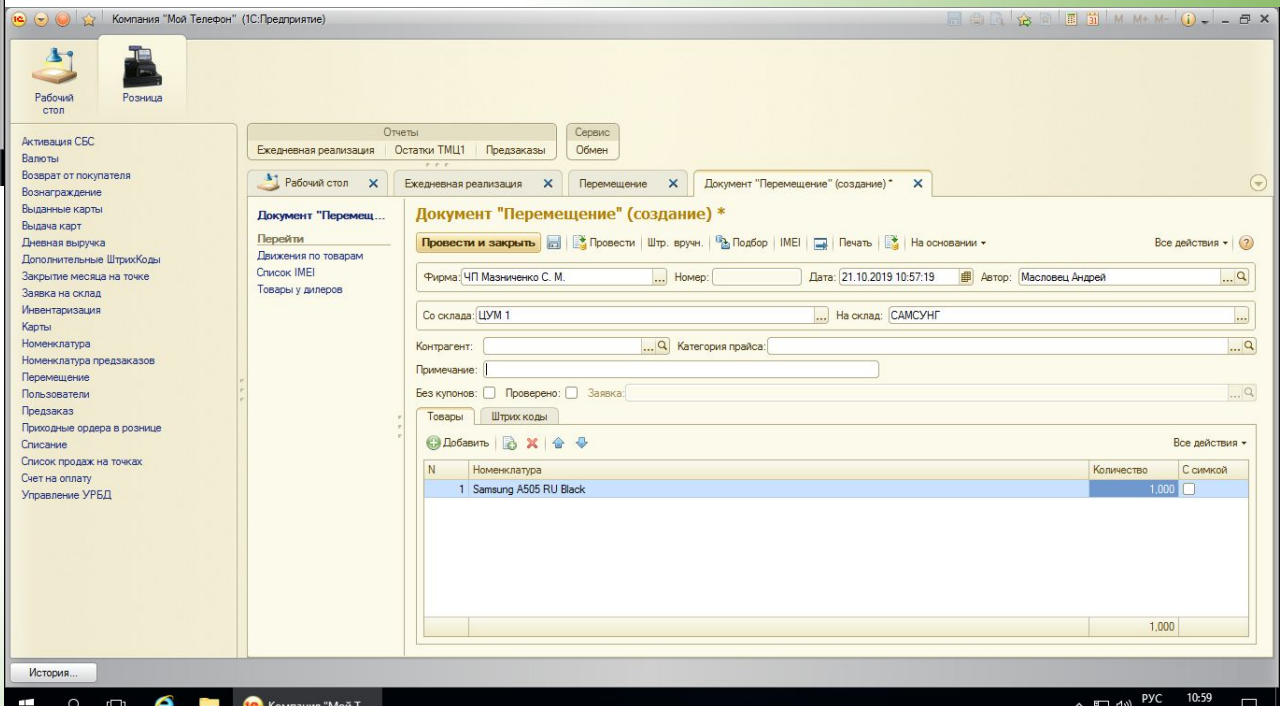 Компания "Мой Телефон" (1С:Предприятие)
M M+ M-
Рабочий стол
Розница
Активация СБС
Валюты
Возврат от покупателя
Вознаграждение
Выданные карты
Выдача карт
Дневная выручка
Дополнительные ШтрихКоды
Закрытие месяца на точке
Заявка на склад
Инвентаризация
Карты
Номенклатура
Номенклатура предзаказов
Перемещение
Пользователи
Предзаказ
Приходные ордера в рознице
Списание
Список продаж на точках
Счет на оплату
Управление УРБД
Отчеты
Ежедневная реализация Остатки ТМЦ1 Предзаказы
Сервис
Обмен
Рабочий стол Ежедневная реализация Перемещение Документ "Перемещение" (создание) *
Документ "Перемещ...
Перейти
Движения по товарам
Список IMEI
Товары у дилеров
Документ "Перемещение" (создание) *
Провести и закрыть Провести Штр. вручн. Подбор IMEI Печать На основании Все действия
Фирма: ЧП Мазниченко С. М. ... Номер: Дата: 21.10.2019 10:57:19 Автор: Масловец Андрей ...
Со склада: ЦУМ 1 ... На склад: САМСУНГ ...
Контрагент: ... Категория прайса: ...
Примечание:
Без купонов: Проверено: Заявка: ...
Товары Штрих коды
Добавить Все действия
N Номенклатура Количество С симкой
1 Samsung A505 RU Black 1,000
1,000
История...
Компания "Мой Т...
РУС 10:59